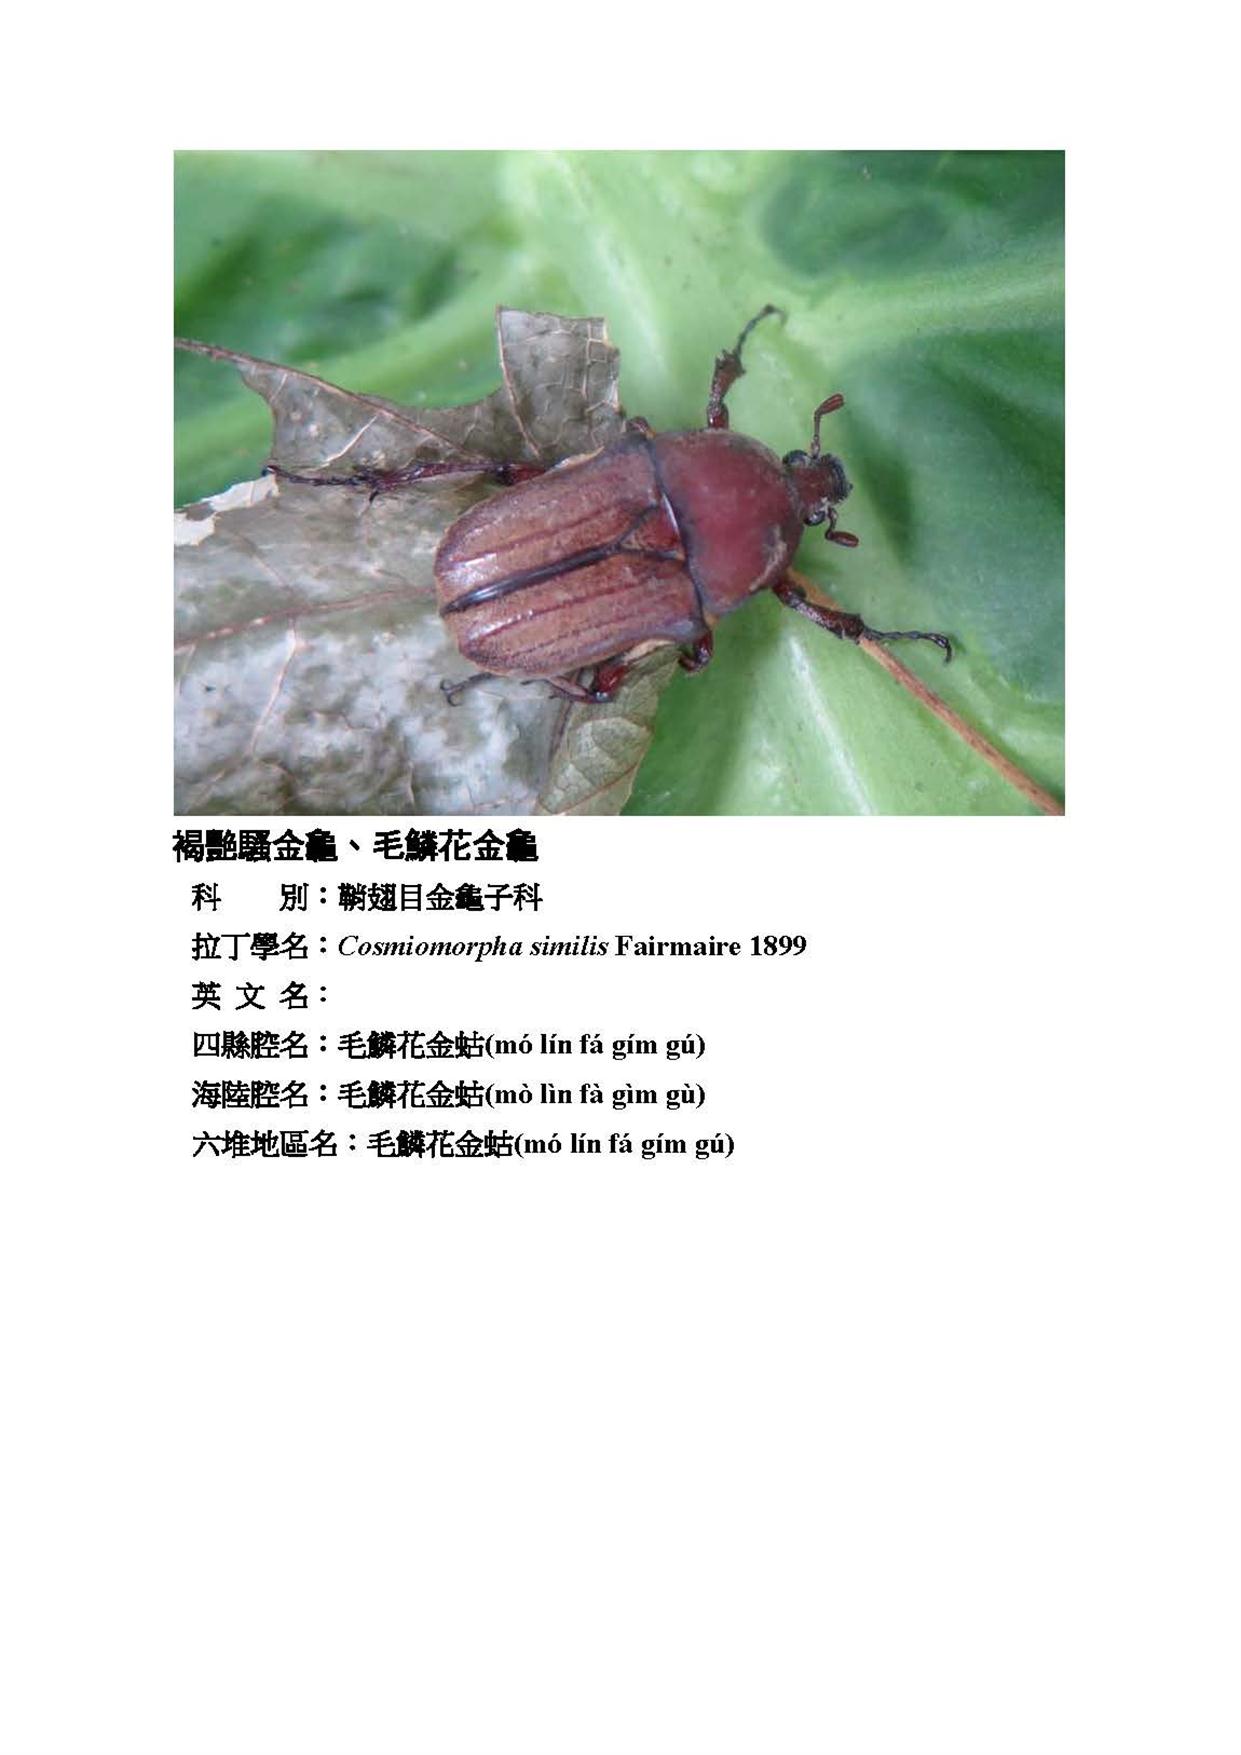 褐艷騷金龜、毛鱗花金龜
科　　別：鞘翅目金龜子科
拉丁學名：Cosmiomorpha similis Fairmaire 1899
英 文 名：
四縣腔名：毛鱗花金蛄(mó lín fá gím gú)
海陸腔名：毛鱗花金蛄(mò lìn fà gìm gù)
六堆地區名：毛鱗花金蛄(mó lín fá gím gú)